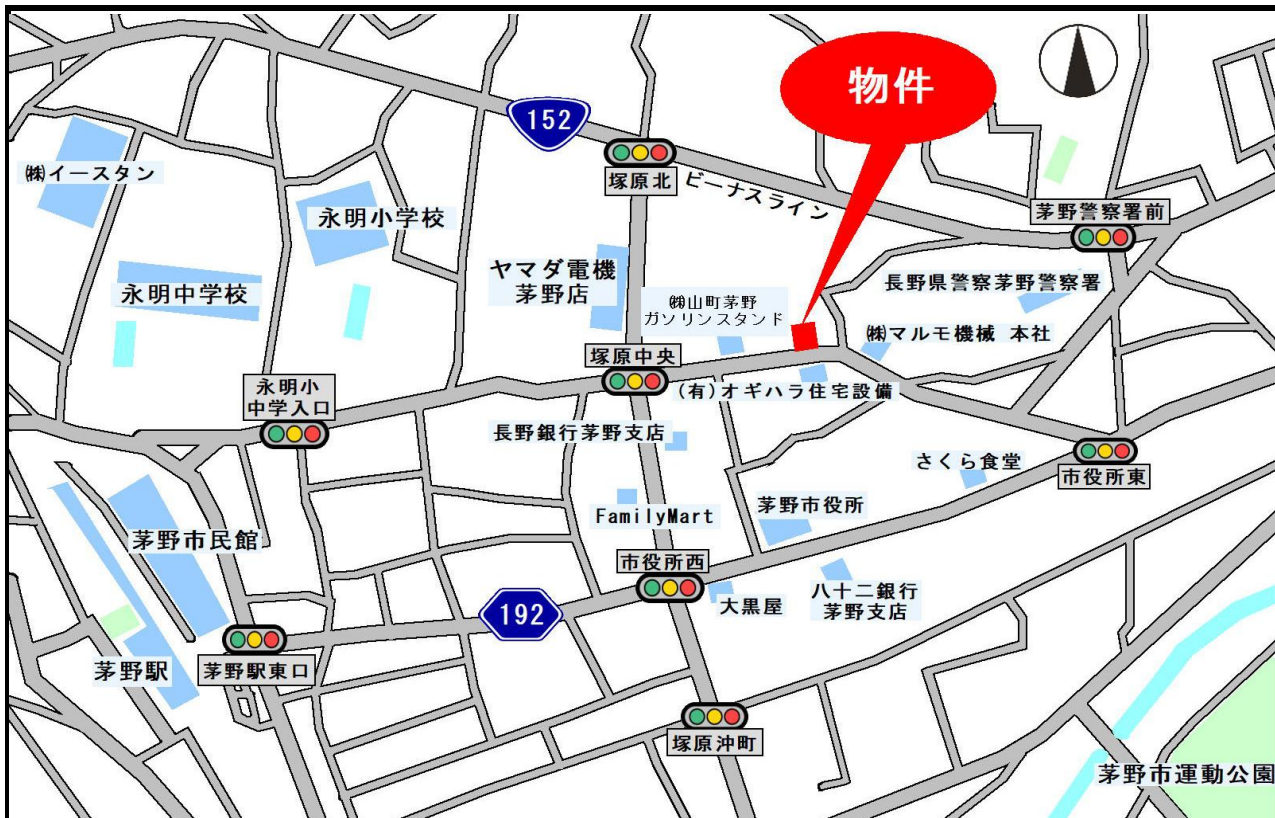 物件
152
塚原北
ビーナスライン
茅野警察署前
㈱イースタン
永明小学校
永明中学校
ヤマダ電機
茅野店
㈱山町茅野
ガソリンスタンド
長野県警察茅野警察署
㈱マルモ機械 本社
塚原中央
(有)オギハラ住宅設備
永明小
中学入口
長野銀行茅野支店
さくら食堂
市役所東
FamilyMart
茅野市役所
茅野市民館
市役所西
大黒屋
八十二銀行
茅野支店
192
茅野駅
茅野駅東口
塚原沖町
茅野市運動公園